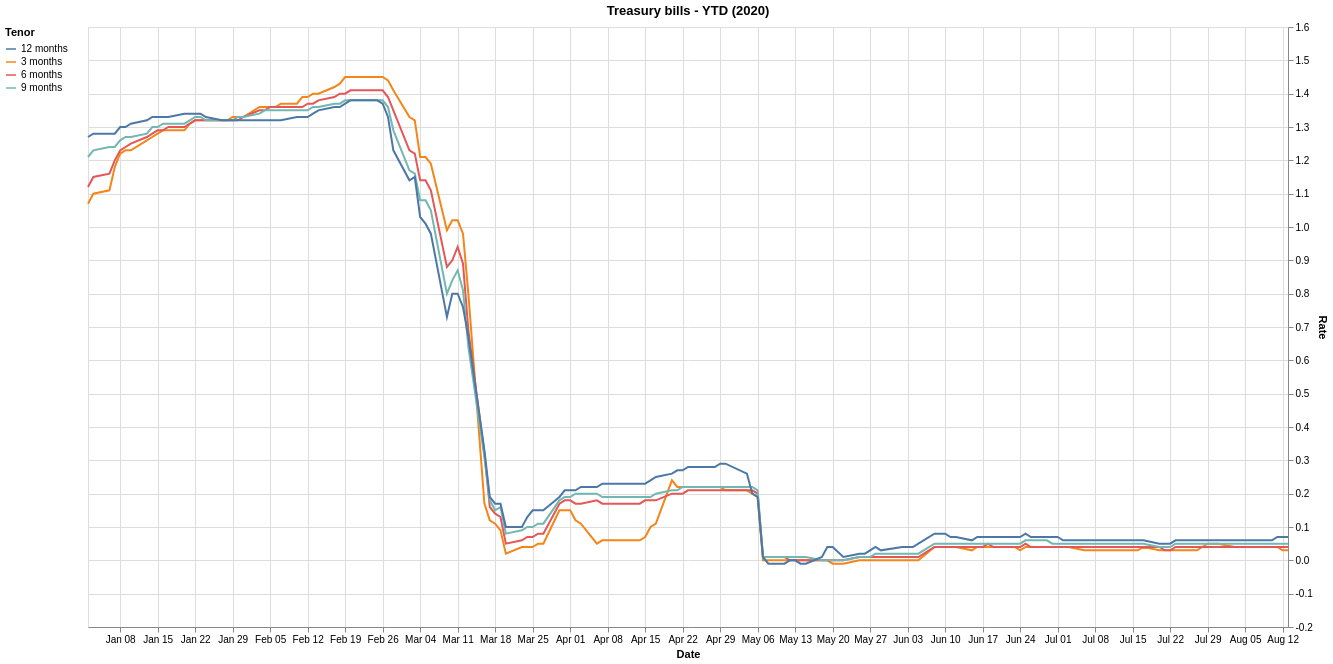 Treasury bills - YTD (2020)
Tenor
12 months
3 months
6 months
9 months
1.6
1.5
1.4
1.3
1.2
1.1
1.0
0.9
0.8
0.7
0.6
0.5
0.4
0.3
0.2
0.1
0.0
-0.1
-0.2
Rate
Jan 08 Jan 15 Jan 22 Jan 29 Feb 05 Feb 12 Feb 19 Feb 26 Mar 04 Mar 11 Mar 18 Mar 25 Apr 01 Apr 08 Apr 15 Apr 22 Apr 29 May 06 May 13 May 20 May 27 Jun 03 Jun 10 Jun 17 Jun 24 Jul 01 Jul 08 Jul 15 Jul 22 Jul 29 Aug 05 Aug 12
Date